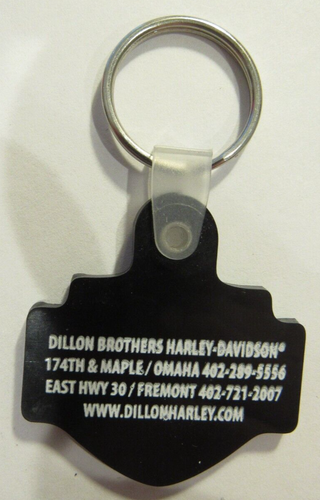 DILLON BROTHERS HARLEY-DAVIDSON®
174TH & MAPLE / OMAHA 402-289-5556
EAST HWY 30 / FREMONT 402-721-2007
WWW.DILLONHARLEY.COM